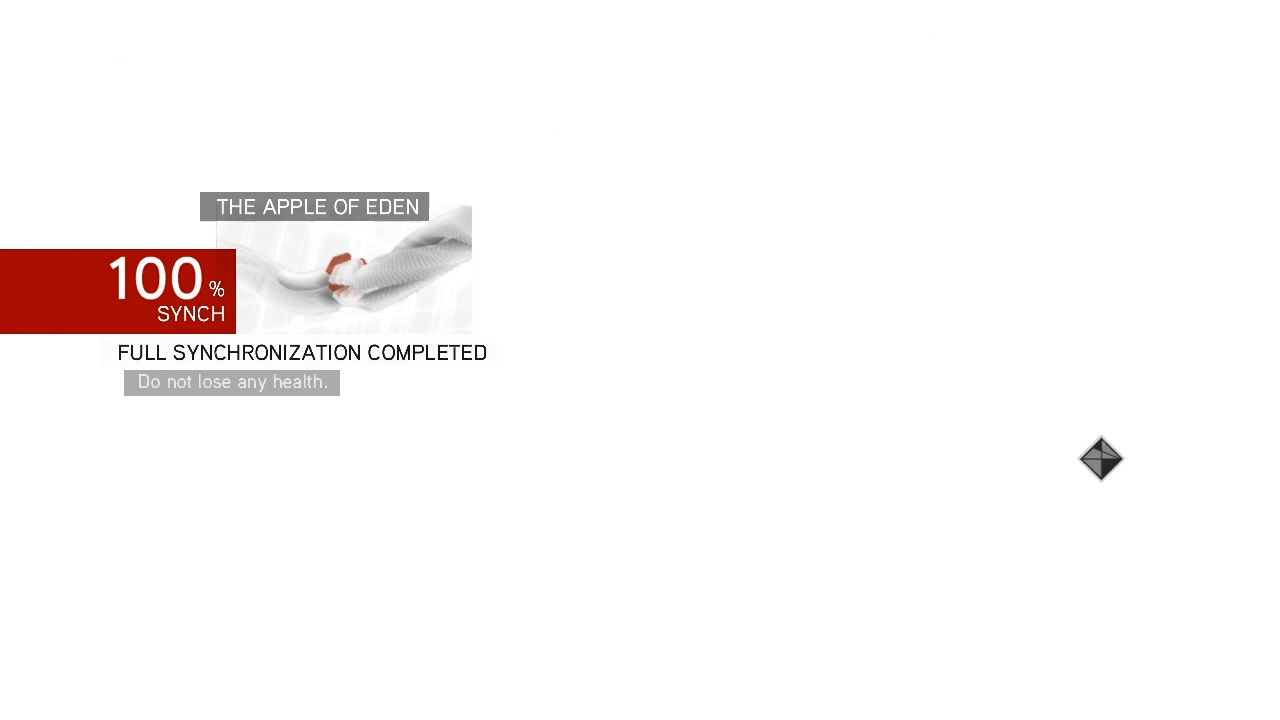 THE APPLE OF EDEN
100 %
SYNCH
FULL SYNCHRONIZATION COMPLETED
Do not lose any health.